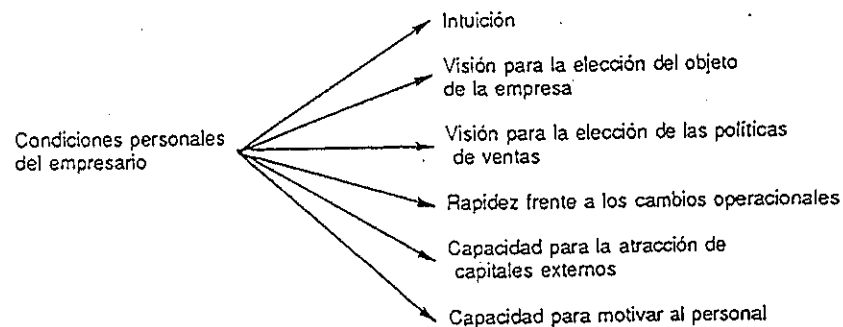 Intuición
Visión para la elección del objeto
de la empresa
Condiciones personales
del empresario
Visión para la elección de las políticas
de ventas
Rapidez frente a los cambios operacionales
Capacidad para la atracción de
capitales externos
Capacidad para motivar al personal